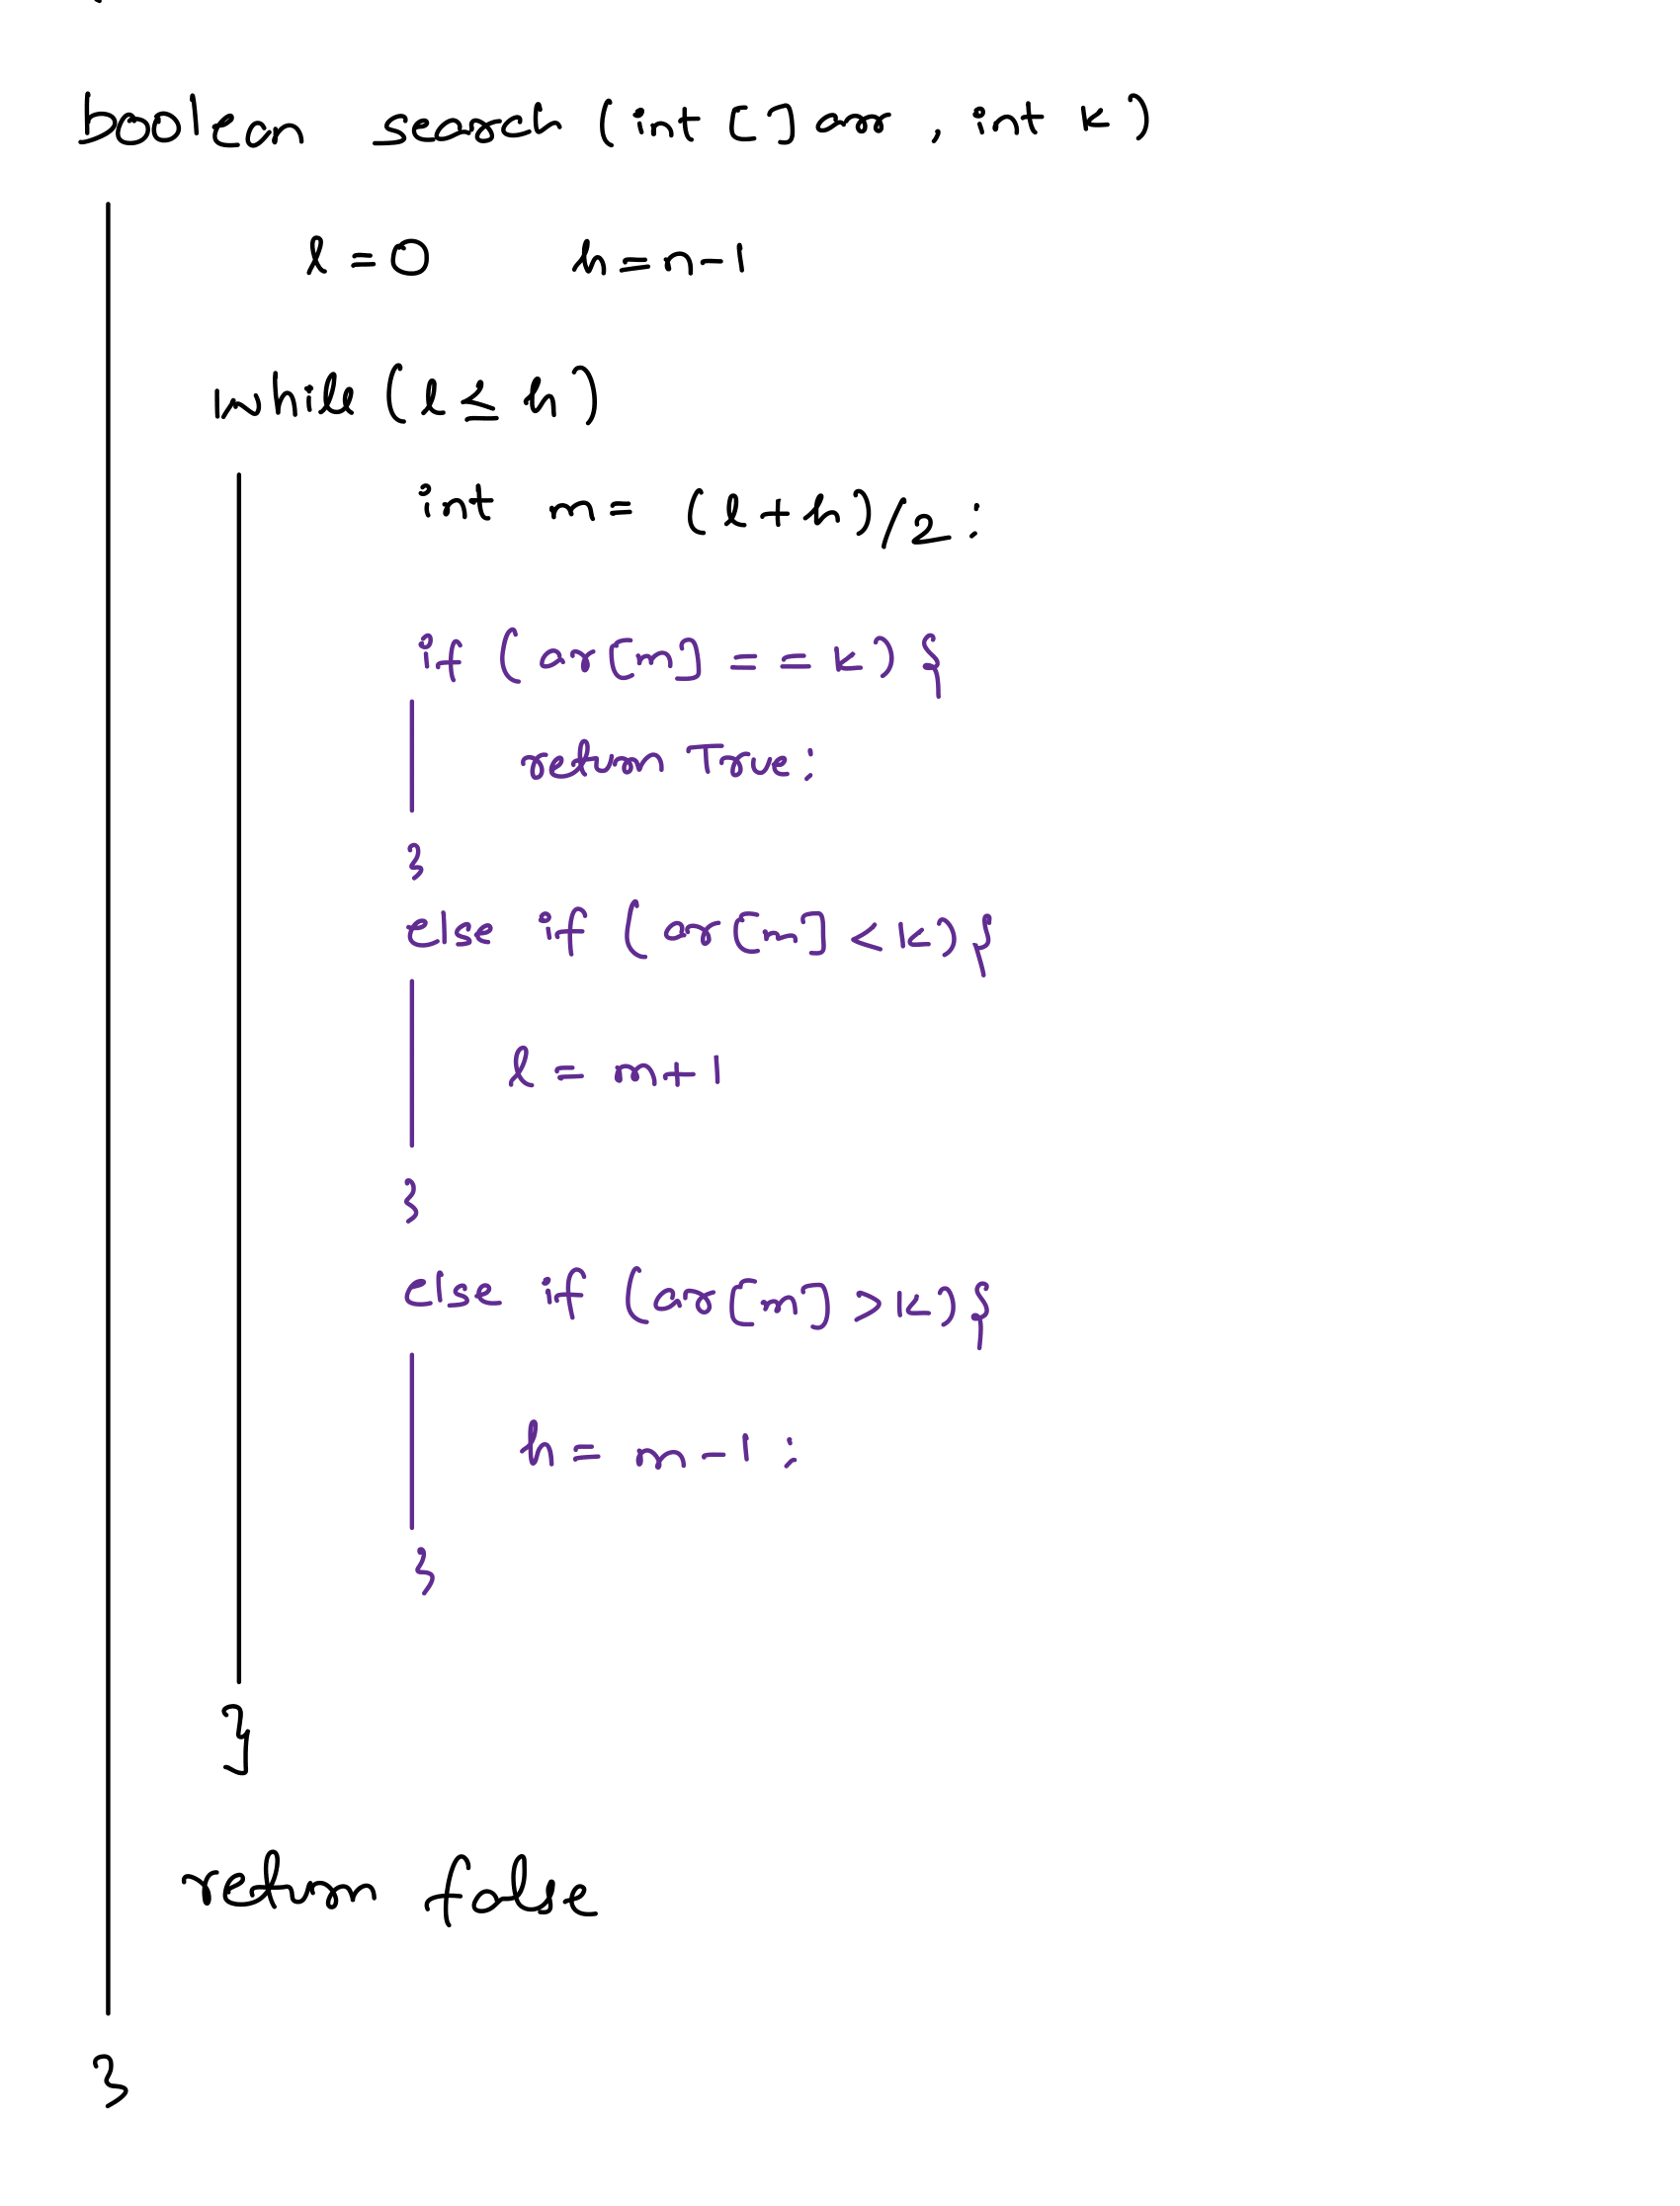 boolean search (int [] arr , int k)
l = 0 h = n-1
while (l ≤ h)
int m = (l+h)/2 ;
if (ar[m] == k) {
return True;
}
else if (ar[m] < k) {
l = m+1
}
else if (ar[m] > k) {
h = m-1 ;
}
}
return false
}